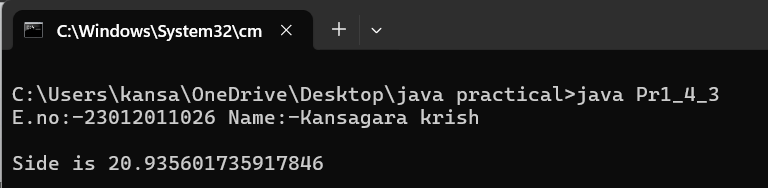 C:\Windows\System32\cm
C:\Users\kansa\OneDrive\Desktop\java practical>java Pr1_4_3
E.no:-23012011026 Name:-Kansagara krish
Side is 20.935601735917846